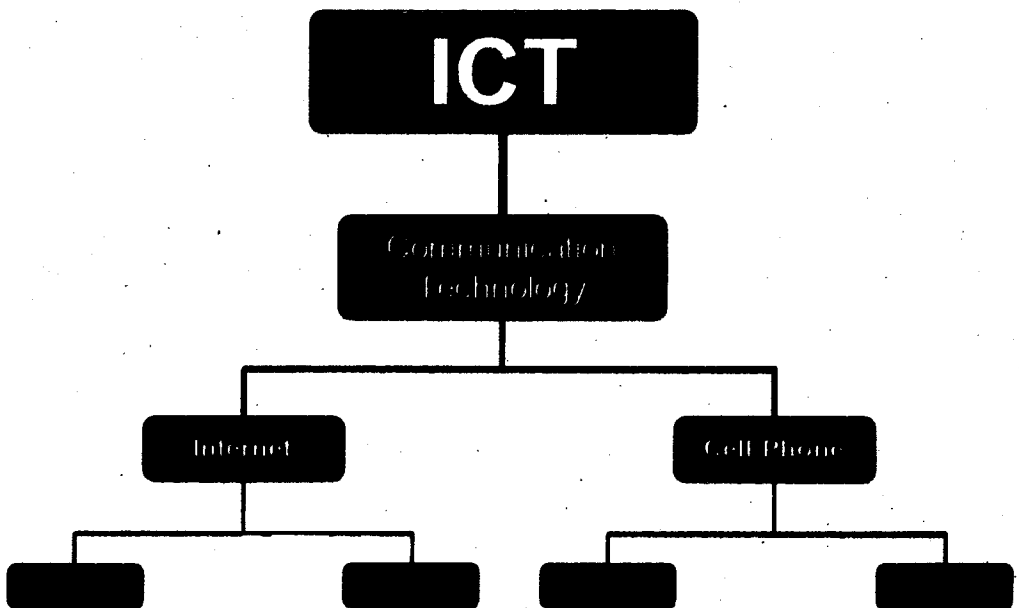 ICT
Communication
Technology
Internet
Cell Phone